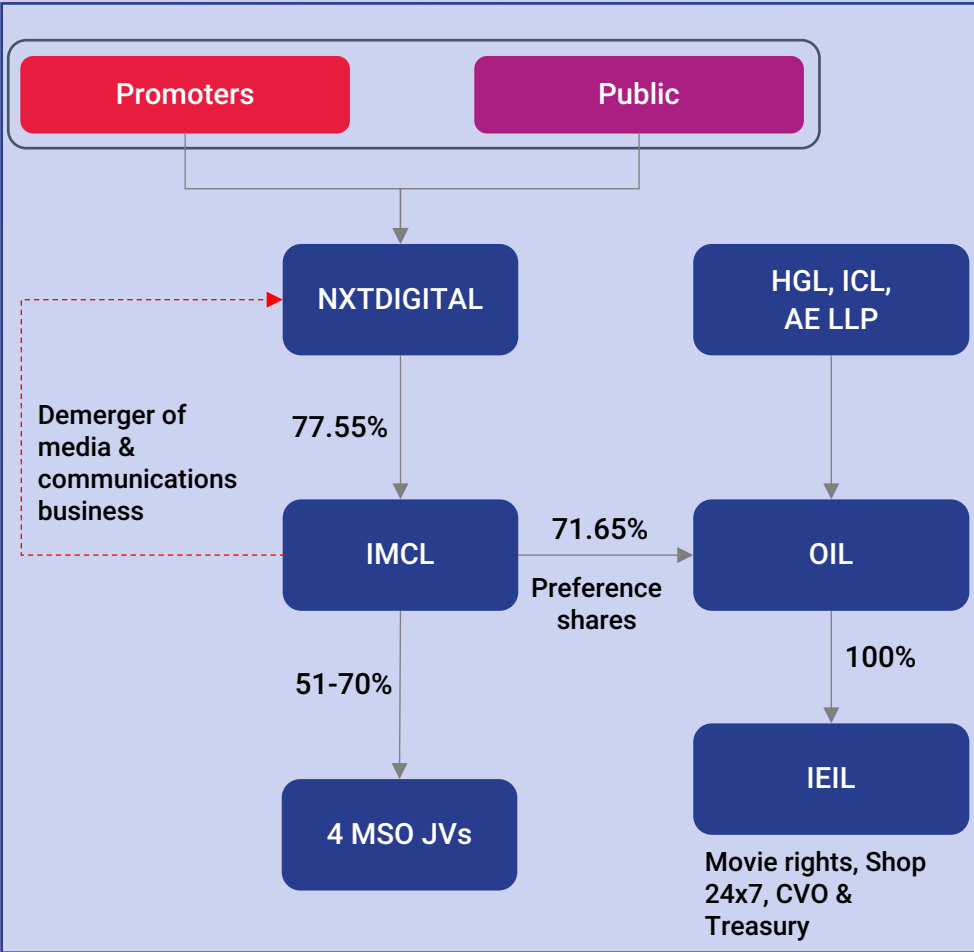 Promoters
Public
NXTDIGITAL
HGL, ICL,
AE LLP
Demerger of
media &
communications
business
77.55%
IMCL
71.65%
Preference
shares
OIL
51-70%
100%
4 MSO JVs
IEIL
Movie rights, Shop
24x7, CVO &
Treasury